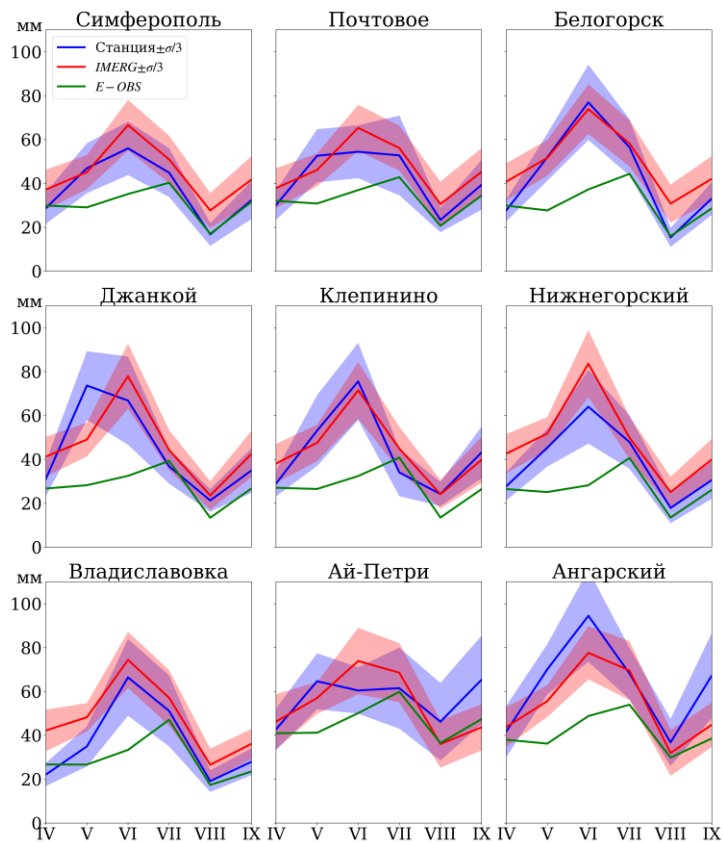 Симферополь Почтовое Белогорск
мм
100
80
60
40
20
0
Станция±σ/3
IMERG±σ/3
E−OBS
Джанкой Клепинино Нижнегорский
мм
100
80
60
40
20
0
Владиславовка Ай-Петри Ангарский
мм
100
80
60
40
20
0
IV V VI VII VIII IX IV V VI VII VIII IX IV V VI VII VIII IX